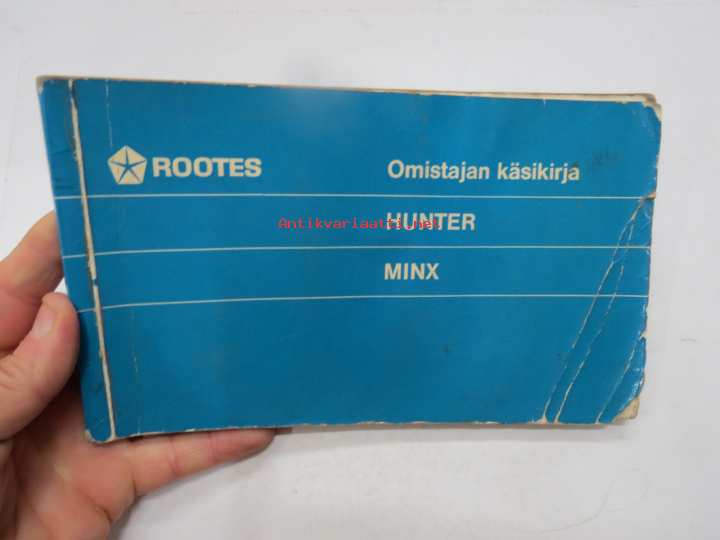 ROOTES Omistajan käsikirja
HUNTER
Antikvariaatti.net
MINX